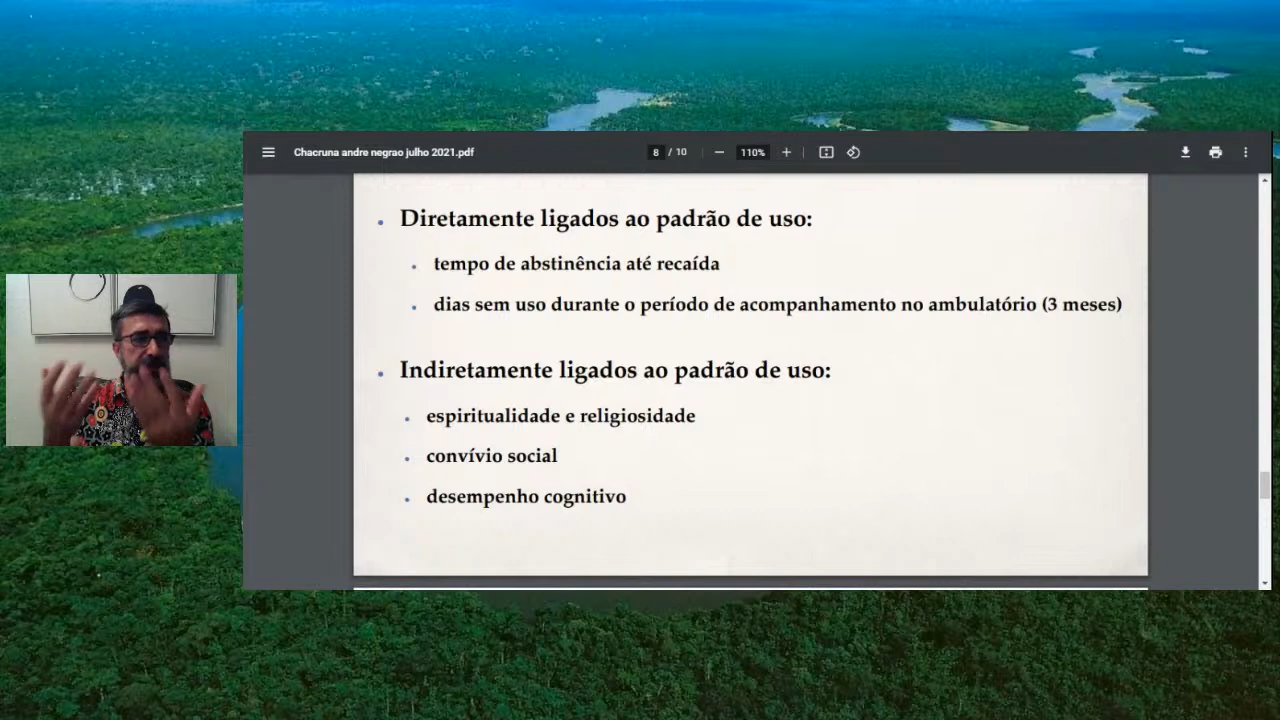 Chacruna andre negrao julho 2021.pdf
8 / 10
110%
Diretamente ligados ao padrão de uso:
tempo de abstinência até recaída
dias sem uso durante o período de acompanhamento no ambulatório (3 meses)
Indiretamente ligados ao padrão de uso:
espiritualidade e religiosidade
convívio social
desempenho cognitivo